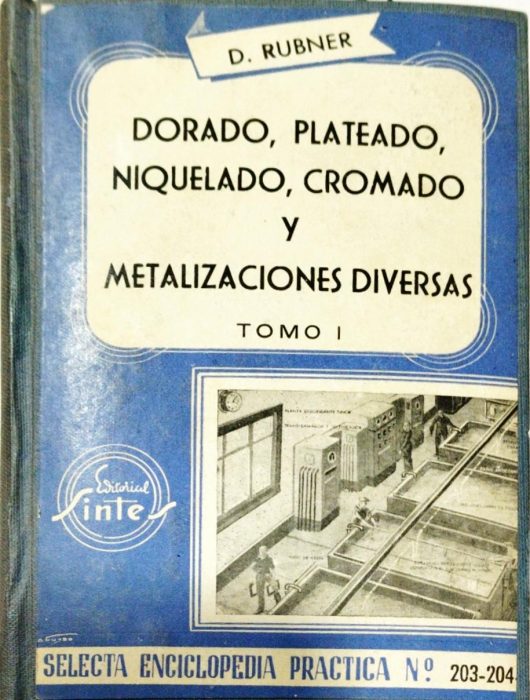 D. RUBNER
DORADO, PLATEADO,
NIQUELADO, CROMADO
Y
METALIZACIONES DIVERSAS
TOMO I
Editorial
Sintes
SELECTA ENCICLOPEDIA PRACTICA Nº 203-204